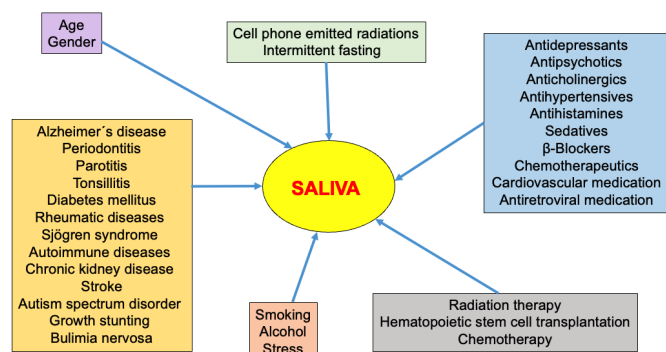 Age
Gender
Cell phone emitted radiations
Intermittent fasting
Antidepressants
Antipsychotics
Anticholinergics
Antihypertensives
Antihistamines
Sedatives
β-Blockers
Chemotherapeutics
Cardiovascular medication
Antiretroviral medication
Alzheimer´s disease
Periodontitis
Parotitis
Tonsillitis
Diabetes mellitus
Rheumatic diseases
Sjögren syndrome
Autoimmune diseases
Chronic kidney disease
Stroke
Autism spectrum disorder
Growth stunting
Bulimia nervosa
SALIVA
Smoking
Alcohol
Stress
Radiation therapy
Hematopoietic stem cell transplantation
Chemotherapy